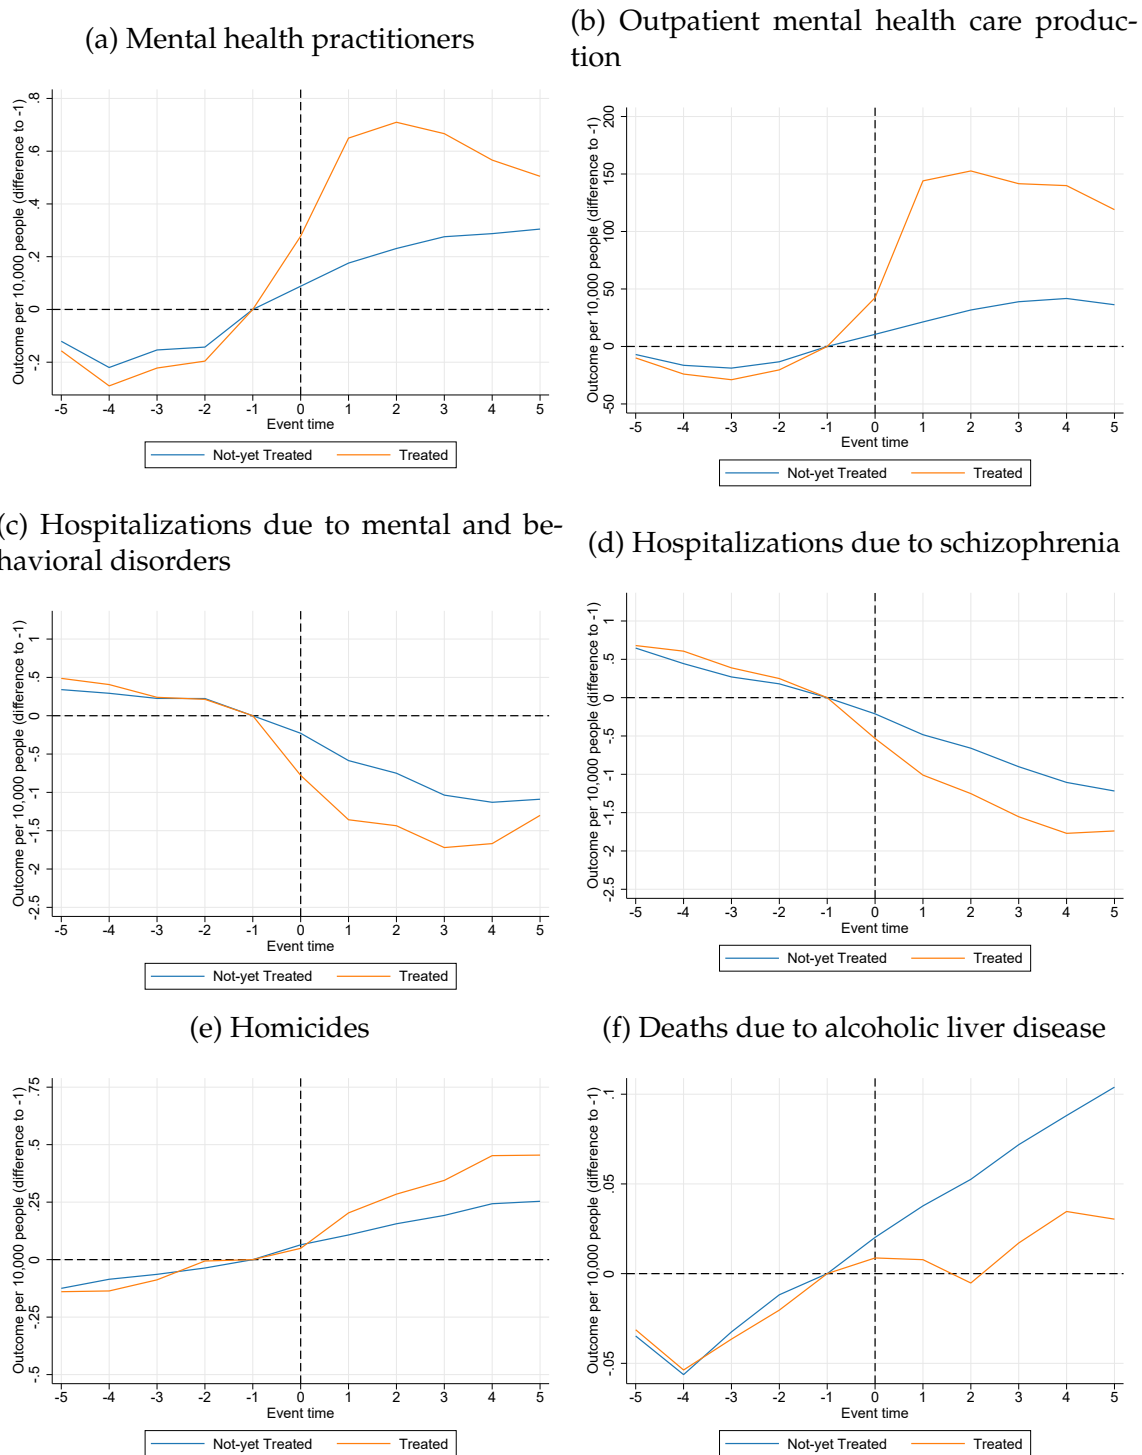 (a) Mental health practitioners
Outcome per 10,000 people (difference to -1)
.8
.6
.4
.2
0
-.2
-5 -4 -3 -2 -1 0 1 2 3 4 5
Event time
Not-yet Treated Treated
(b) Outpatient mental health care produc-
tion
Outcome per 10,000 people (difference to -1)
200
150
100
50
0
-50
-5 -4 -3 -2 -1 0 1 2 3 4 5
Event time
Not-yet Treated Treated
(c) Hospitalizations due to mental and be-
havioral disorders
Outcome per 10,000 people (difference to -1)
1
.5
0
-.5
-1
-1.5
-2
-2.5
-5 -4 -3 -2 -1 0 1 2 3 4 5
Event time
Not-yet Treated Treated
(d) Hospitalizations due to schizophrenia
Outcome per 10,000 people (difference to -1)
1
.5
0
-.5
-1
-1.5
-2
-2.5
-5 -4 -3 -2 -1 0 1 2 3 4 5
Event time
Not-yet Treated Treated
(e) Homicides
Outcome per 10,000 people (difference to -1)
.75
.5
.25
0
-.25
-.5
-5 -4 -3 -2 -1 0 1 2 3 4 5
Event time
Not-yet Treated Treated
(f) Deaths due to alcoholic liver disease
Outcome per 10,000 people (difference to -1)
.1
.05
0
-.05
-5 -4 -3 -2 -1 0 1 2 3 4 5
Event time
Not-yet Treated Treated